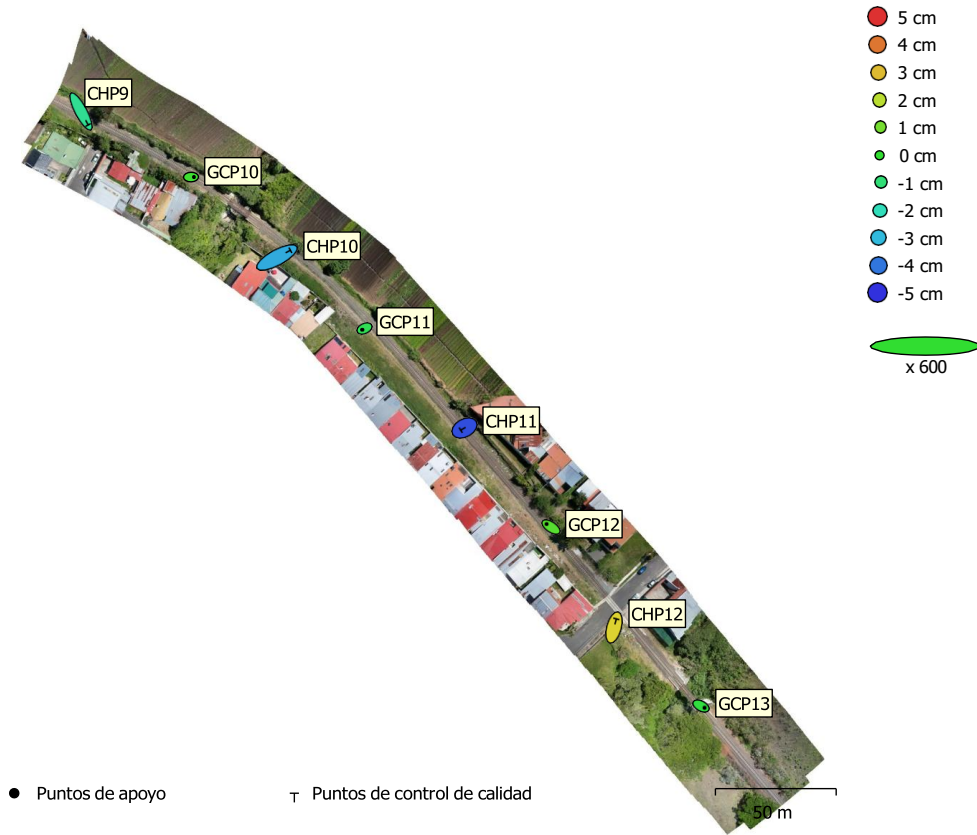 5 cm
4 cm
3 cm
2 cm
1 cm
0 cm
-1 cm
-2 cm
-3 cm
-4 cm
-5 cm
x 600
CHP9
GCP10
CHP10
GCP11
CHP11
GCP12
CHP12
GCP13
Puntos de apoyo
Puntos de control de calidad
50 m